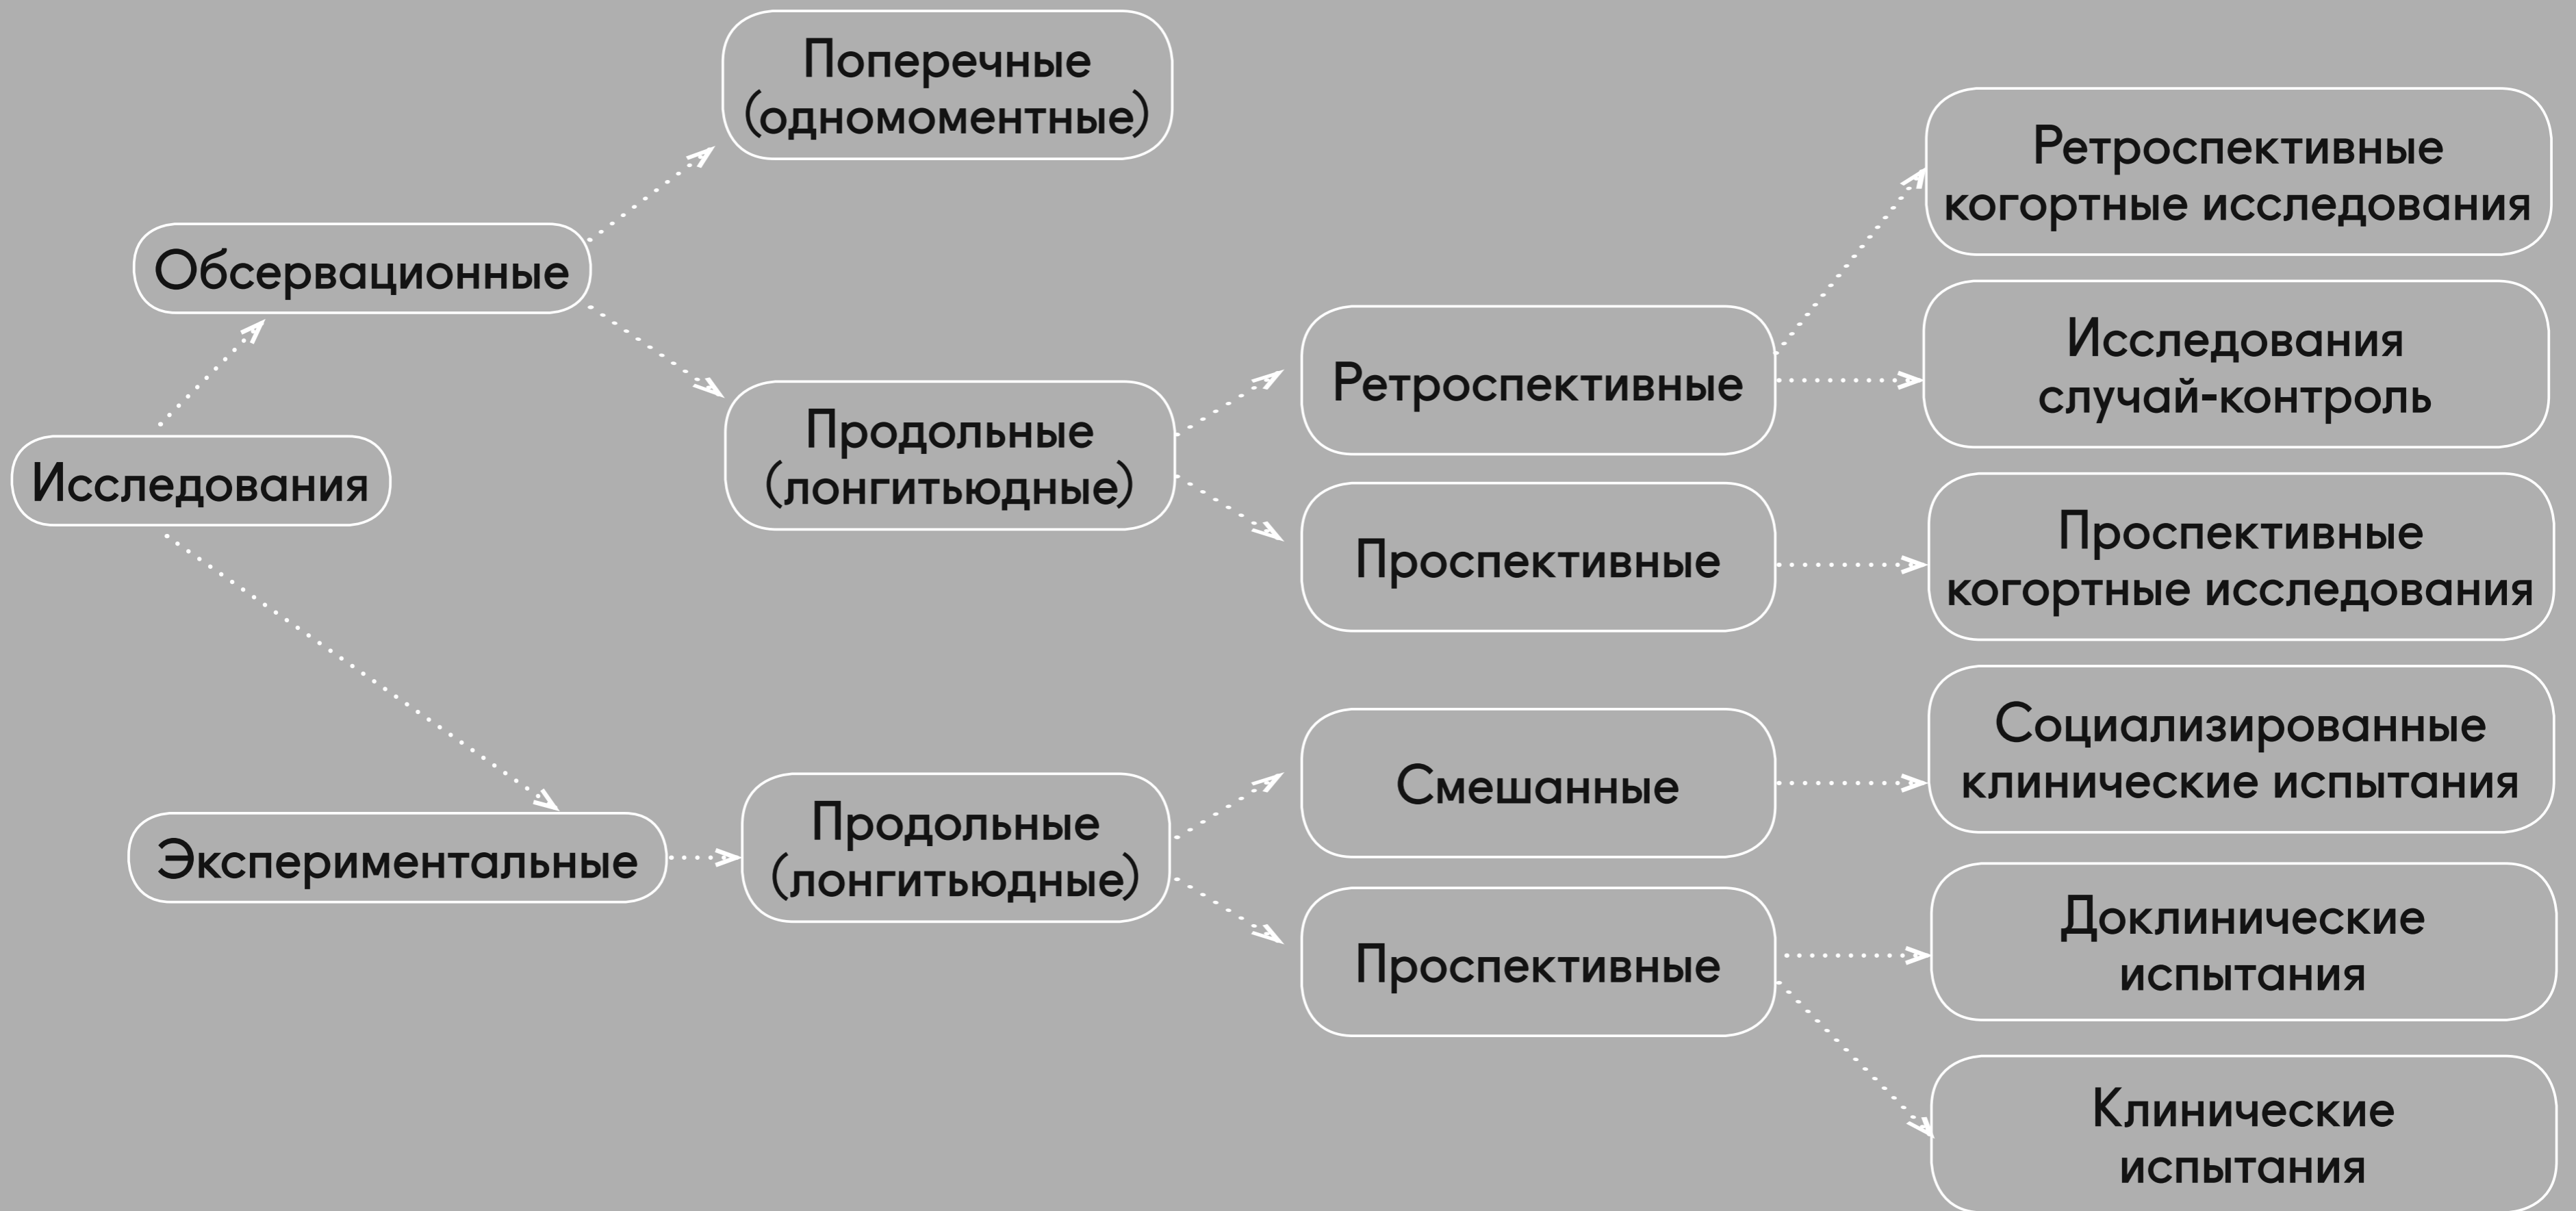 Исследования
Обсервационные
Экспериментальные
Поперечные
(одномоментные)
Продольные
(лонгитьюдные)
Продольные
(лонгитьюдные)
Ретроспективные
Проспективные
Смешанные
Проспективные
Ретроспективные
когортные исследования
Исследования
случай-контроль
Проспективные
когортные исследования
Социализированные
клинические испытания
Доклинические
испытания
Клинические
испытания